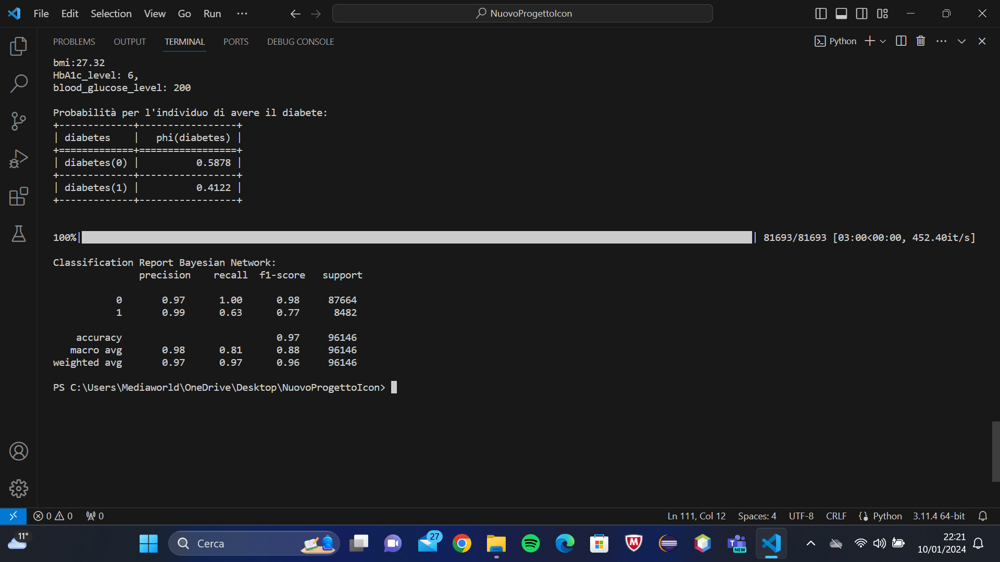 File Edit Selection View Go Run ··· NuovoProgettoIcon
PROBLEMS OUTPUT TERMINAL PORTS DEBUG CONSOLE Python
bmi:27.32
HbA1c_level: 6,
blood_glucose_level: 200
Probabilità per l'individuo di avere il diabete:
+-------------+-----------------+
| diabetes    |   phi(diabetes) |
+=============+=================+
| diabetes(0) |          0.5878 |
+-------------+-----------------+
| diabetes(1) |          0.4122 |
+-------------+-----------------+
100%| | 81693/81693 [03:00<00:00, 452.40it/s]
Classification Report Bayesian Network:
precision recall f1-score support
0 0.97 1.00 0.98 87664
1 0.99 0.63 0.77 8482
accuracy 0.97 96146
macro avg 0.98 0.81 0.88 96146
weighted avg 0.97 0.97 0.96 96146
PS C:\Users\Mediaworld\OneDrive\Desktop\NuovoProgettoIcon>
0 0 0 Ln 111, Col 12 Spaces: 4 UTF-8 CRLF Python 3.11.4 64-bit
11° Cerca 27 NEW 22:21
10/01/2024